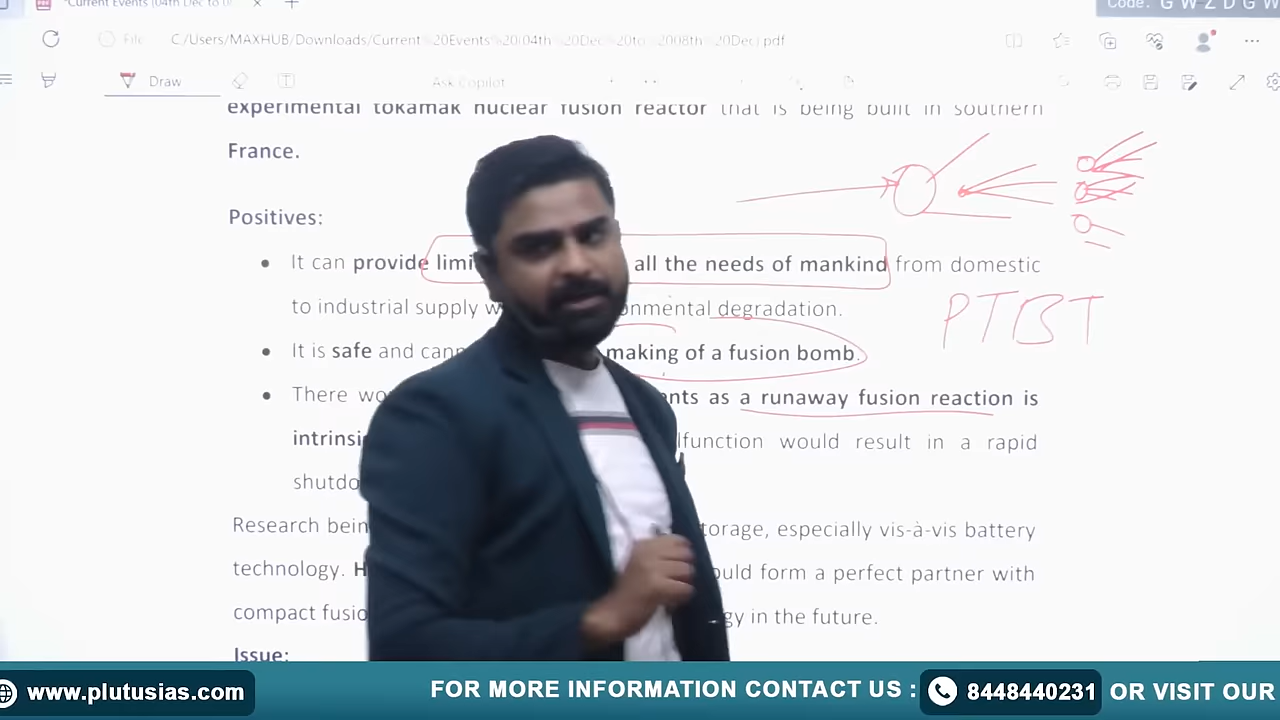 *Current Events (04th Dec to 0
Code: G W Z D G W
File C:/Users/MAXHUB/Downloads/Current%20Events%20(04th%20Dec%20to%2008th%20Dec).pdf
Draw Ask Copilot
experimental tokamak nuclear fusion reactor that is being built in southern
France.
Positives:
• It can provide limi all the needs of mankind from domestic
to industrial supply w onmental degradation.
PTBT
• It is safe and cann making of a fusion bomb.
• There wo nts as a runaway fusion reaction is
intrinsi lfunction would result in a rapid
shutdo
Research bein torage, especially vis-à-vis battery
technology. H ould form a perfect partner with
compact fusio gy in the future.
Issue:
www.plutusias.com FOR MORE INFORMATION CONTACT US : 8448440231 OR VISIT OUR